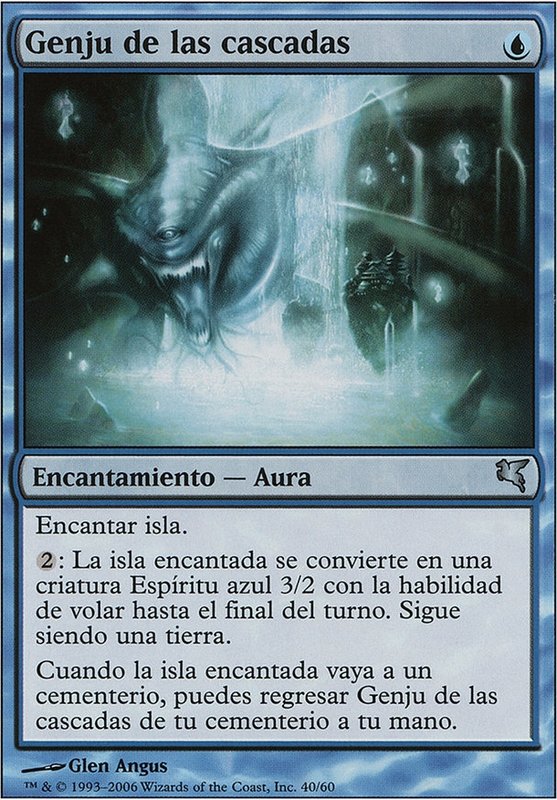 Genju de las cascadas
Encantamiento — Aura
Encantar isla.
2: La isla encantada se convierte en una
criatura Espíritu azul 3/2 con la habilidad
de volar hasta el final del turno. Sigue
siendo una tierra.
Cuando la isla encantada vaya a un
cementerio, puedes regresar Genju de las
cascadas de tu cementerio a tu mano.
Glen Angus
™ & © 1993–2006 Wizards of the Coast, Inc. 40/60